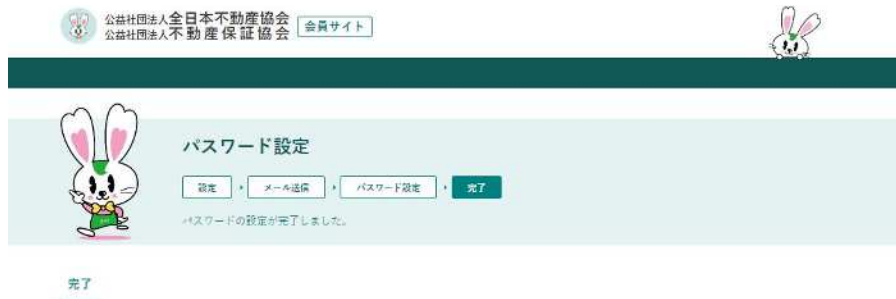 公益社団法人全日本不動産協会
公益社団法人不動産保証協会
会員サイト
パスワード設定
設定
メール送信
パスワード設定
完了
パスワードの設定が完了しました。
完了